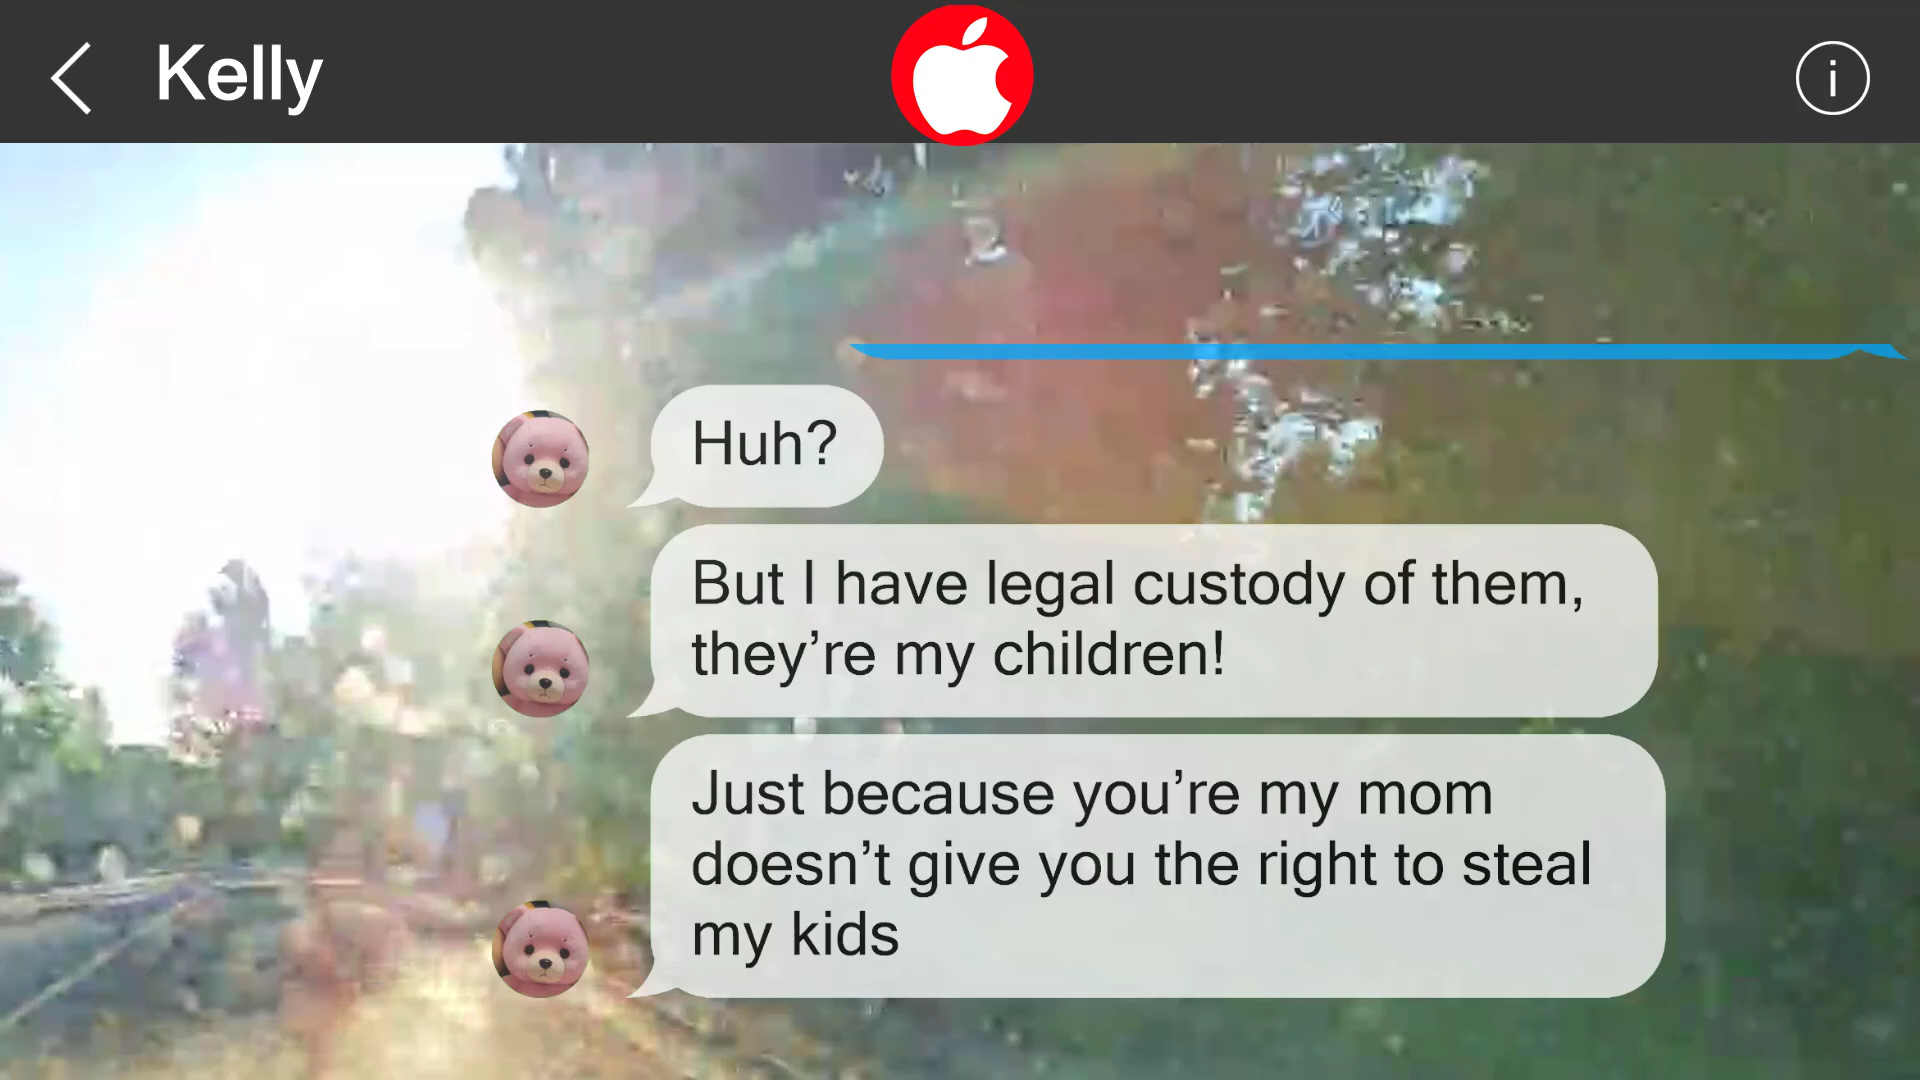 Kelly
i
Huh?
But I have legal custody of them,
they’re my children!
Just because you’re my mom
doesn’t give you the right to steal
my kids